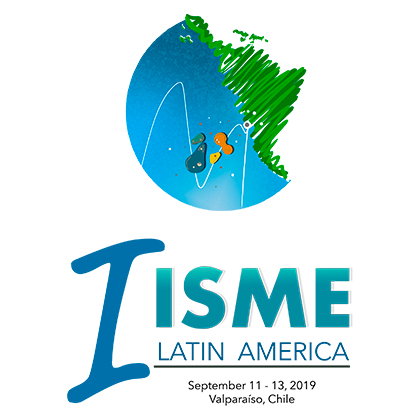 I ISME
LATIN AMERICA
September 11 - 13, 2019
Valparaíso, Chile